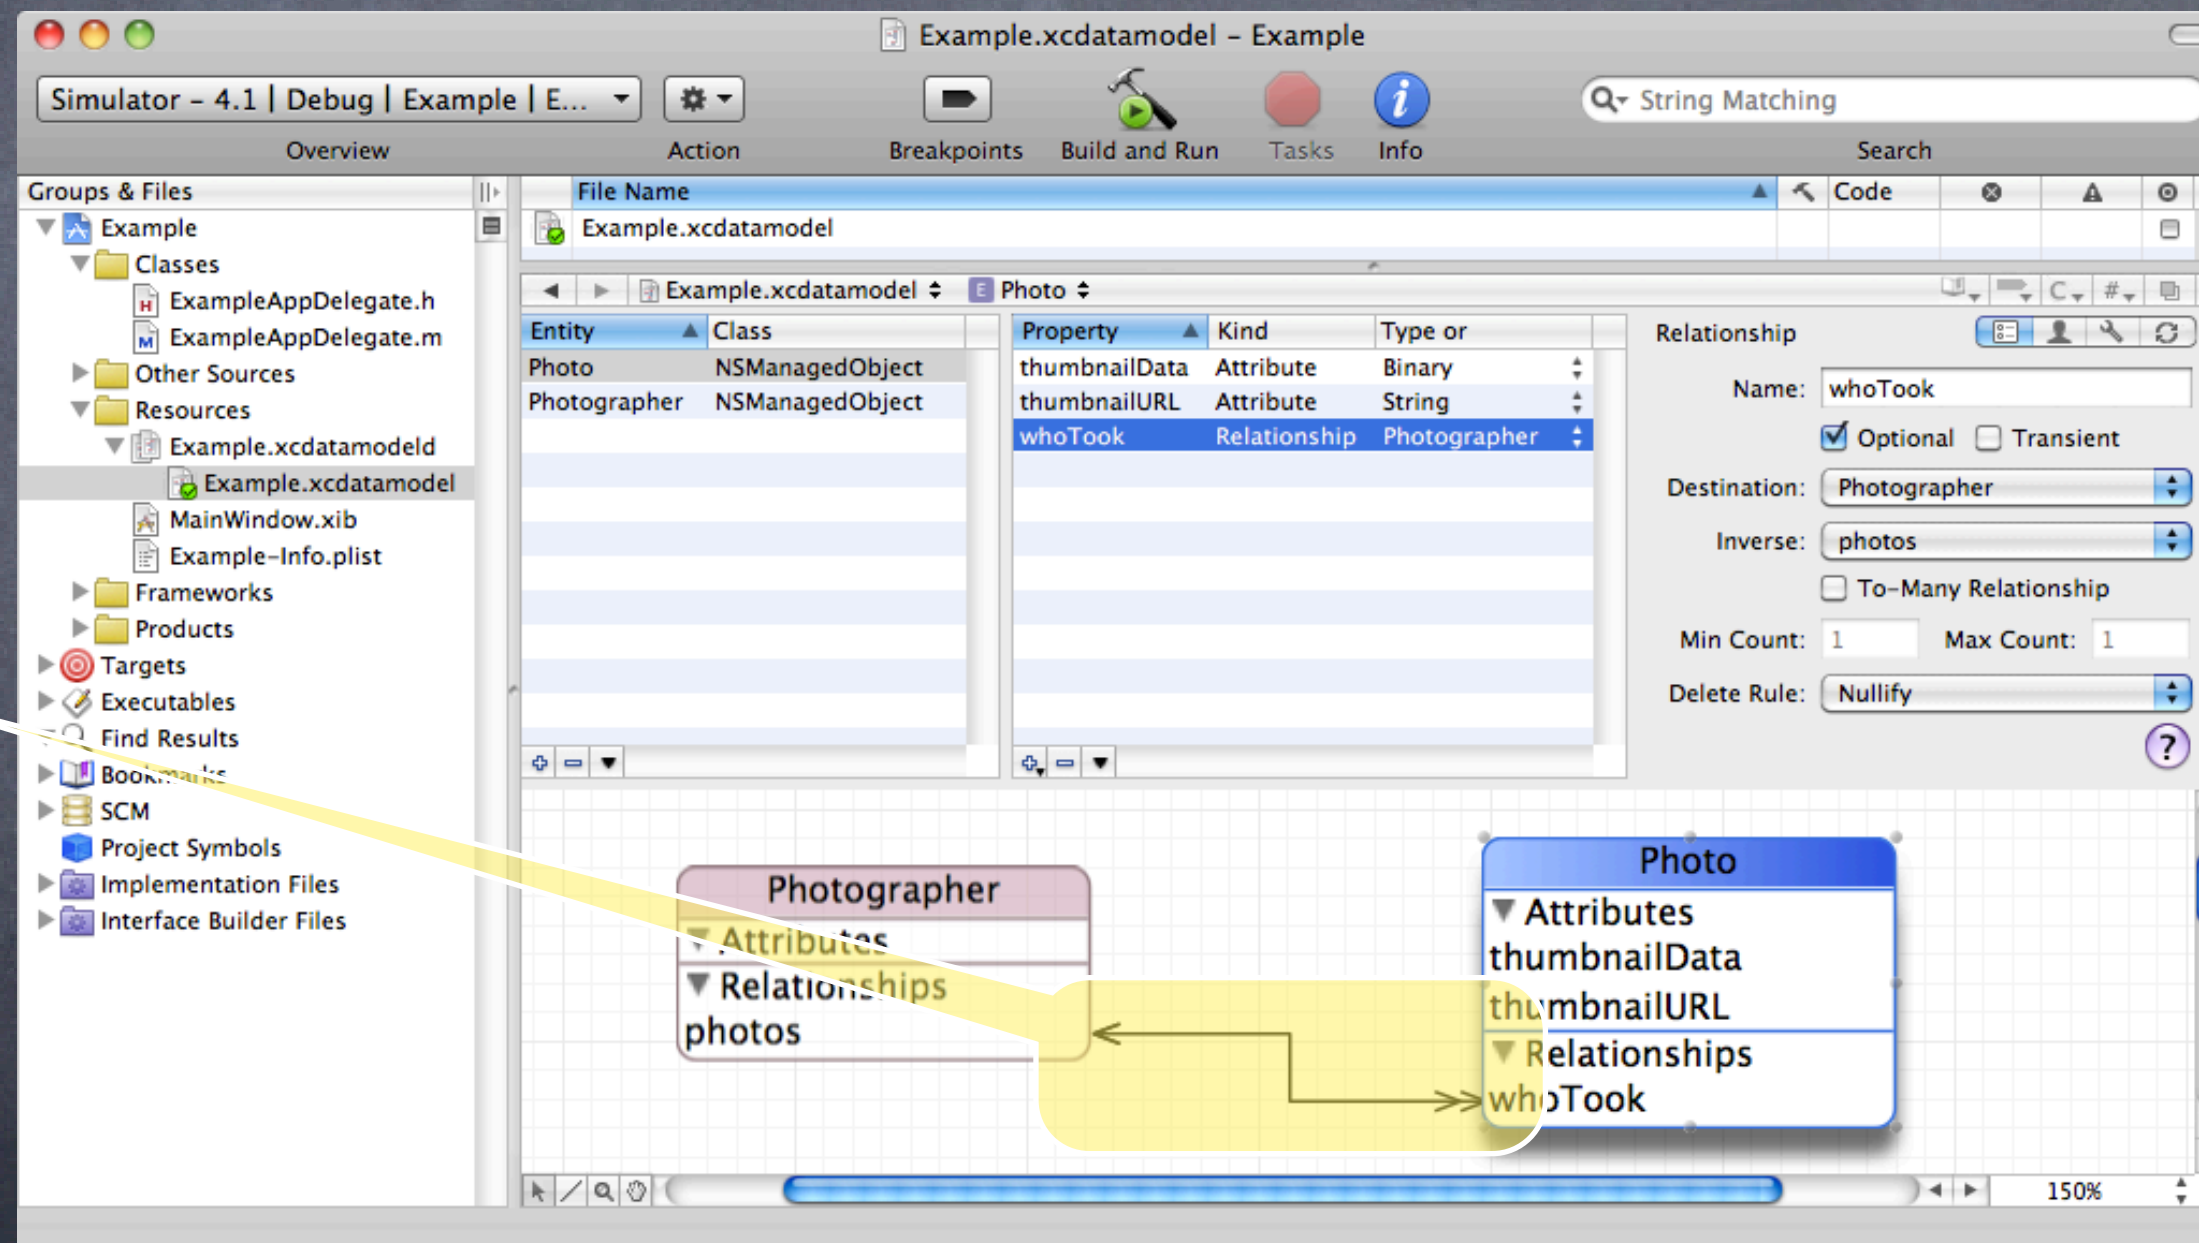 Example.xcdatamodel – Example
Simulator – 4.1 | Debug | Example | E...
String Matching
Overview
Action
Breakpoints
Build and Run
Tasks
Info
Search
Groups & Files
Example
Classes
ExampleAppDelegate.h
ExampleAppDelegate.m
Other Sources
Resources
Example.xcdatamodeld
Example.xcdatamodel
MainWindow.xib
Example-Info.plist
Frameworks
Products
Targets
Executables
Find Results
Bookmarks
SCM
Project Symbols
Implementation Files
Interface Builder Files
File Name
Code
Example.xcdatamodel
Example.xcdatamodel
E Photo
C
#
Entity Class
Photo NSManagedObject
Photographer NSManagedObject
Property Kind Type or
thumbnailData Attribute Binary
thumbnailURL Attribute String
whoTook Relationship Photographer
Relationship
Name: whoTook
Optional Transient
Destination: Photographer
Inverse: photos
To-Many Relationship
Min Count: 1 Max Count: 1
Delete Rule: Nullify
?
Photographer
Attributes
Relationships
photos
Photo
Attributes
thumbnailData
thumbnailURL
Relationships
whoTook
150%